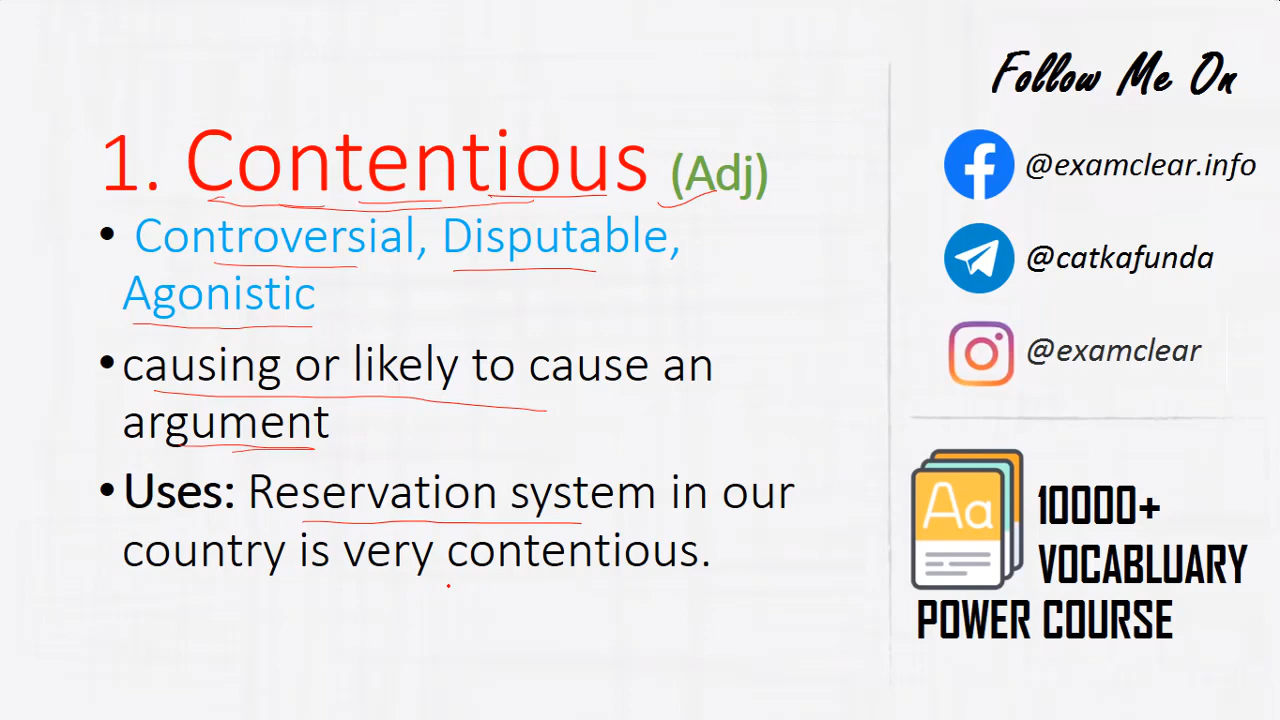 1. Contentious (Adj)
• Controversial, Disputable,
Agonistic
• causing or likely to cause an
argument
• Uses: Reservation system in our
country is very contentious.
Follow Me On
@examclear.info
@catkafunda
@examclear
Aa
10000+
VOCABLUARY
POWER COURSE